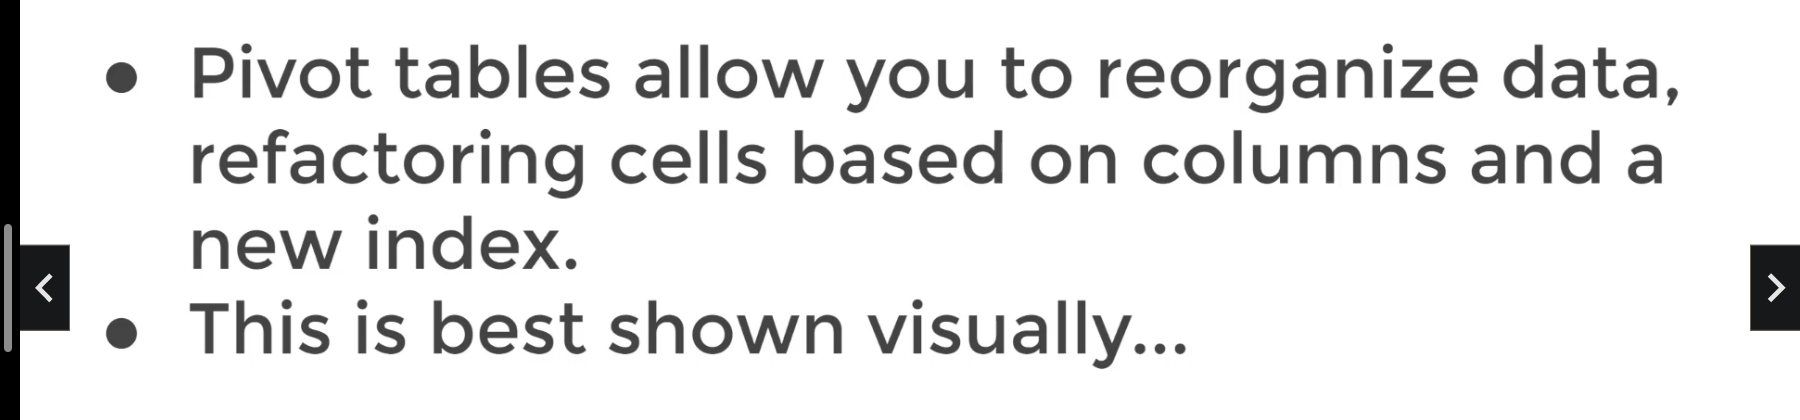 ● Pivot tables allow you to reorganize data,
refactoring cells based on columns and a
new index.
● This is best shown visually...